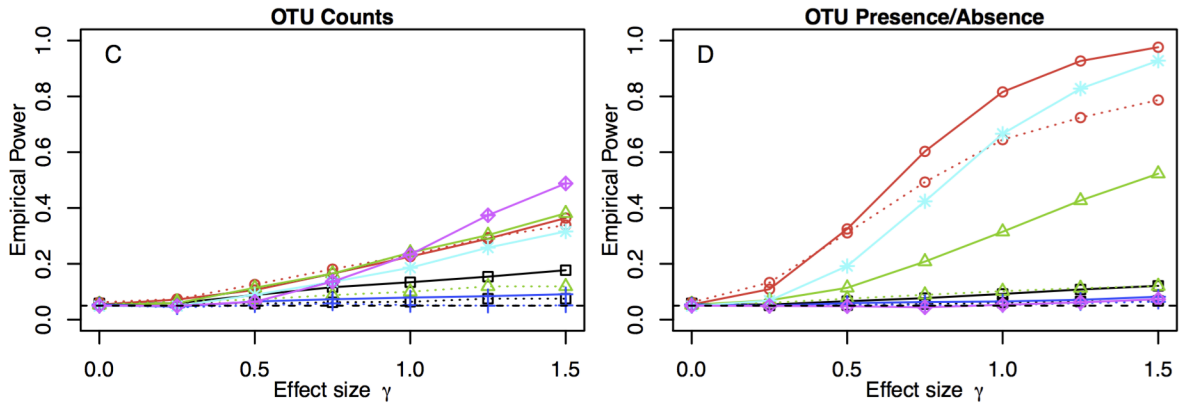 OTU Counts
C
Empirical Power
1.0
0.8
0.6
0.4
0.2
0.0
0.0 0.5 1.0 1.5
Effect size γ
OTU Presence/Absence
D
Empirical Power
1.0
0.8
0.6
0.4
0.2
0.0
0.0 0.5 1.0 1.5
Effect size γ